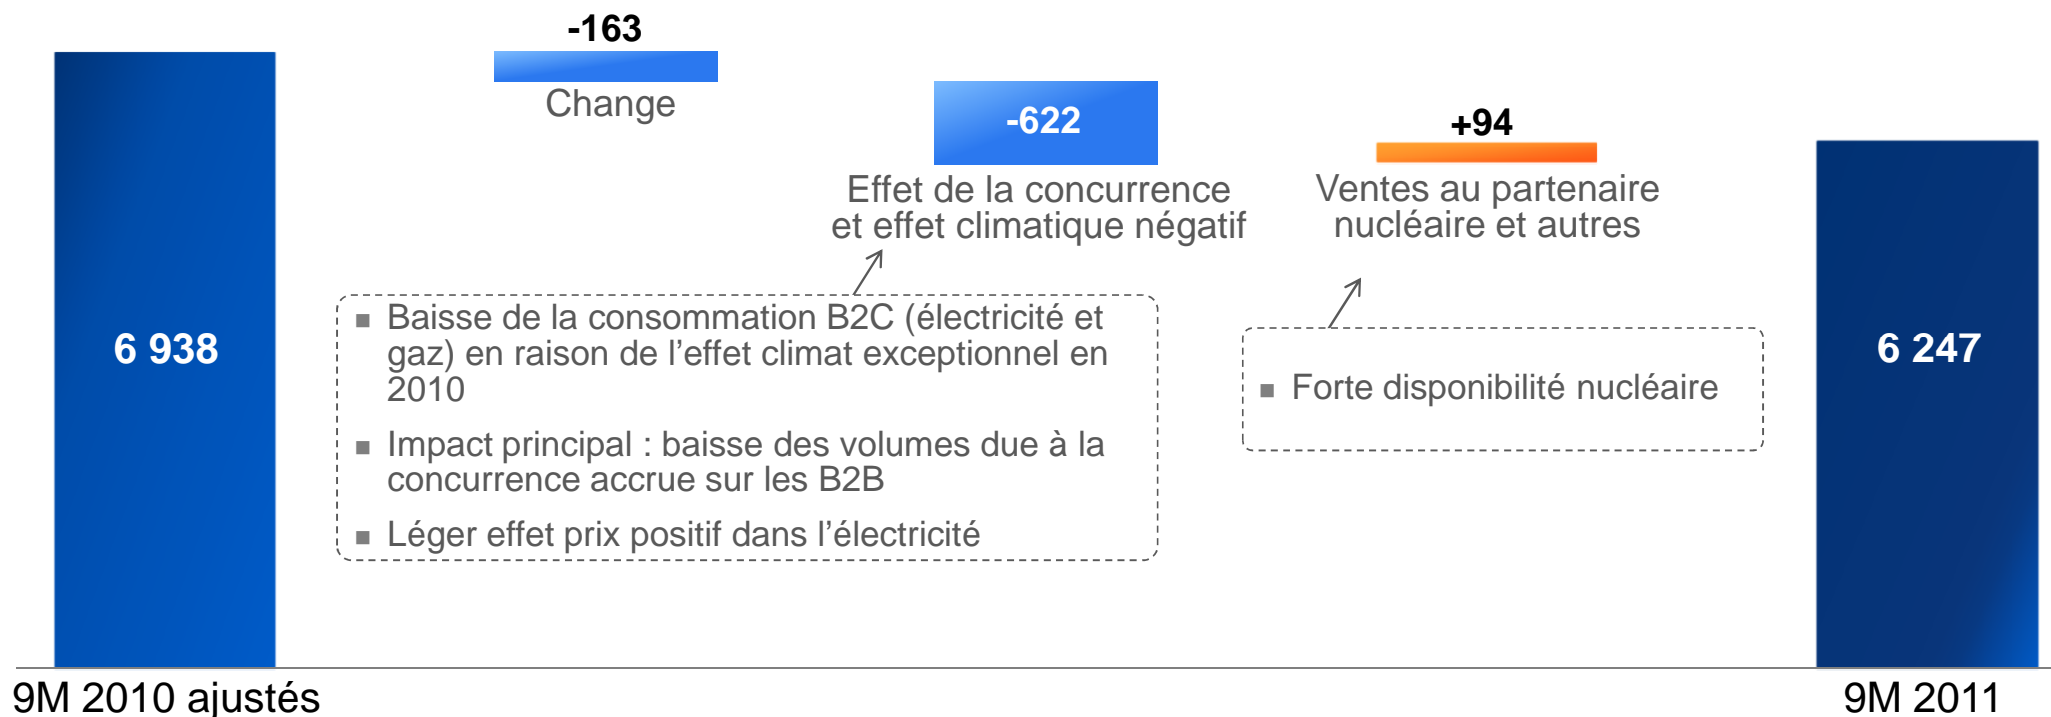 -163
Change
-622
Effet de la concurrence
et effet climatique négatif
+94
Ventes au partenaire
nucléaire et autres
6 938
■ Baisse de la consommation B2C (électricité et
gaz) en raison de l’effet climat exceptionnel en
2010
■ Impact principal : baisse des volumes due à la
concurrence accrue sur les B2B
■ Léger effet prix positif dans l’électricité
■ Forte disponibilité nucléaire
6 247
9M 2010 ajustés
9M 2011